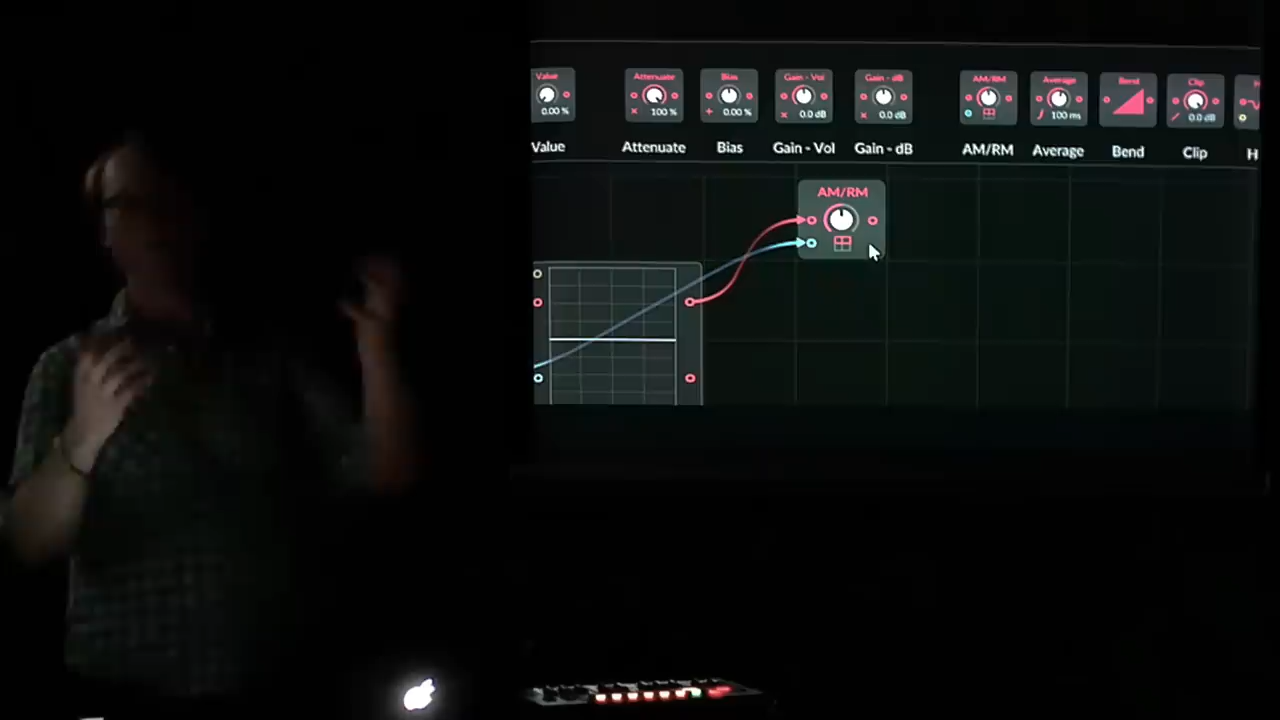 Value
0.00 %
Attenuate
100 %
Bias
0.00 %
Gain - Vol
0.0 dB
Gain - dB
0.0 dB
AM/RM
Average
100 ms
Bend
Clip
0.0 dB
H
Value
Attenuate
Bias
Gain - Vol
Gain - dB
AM/RM
Average
Bend
Clip
H
AM/RM